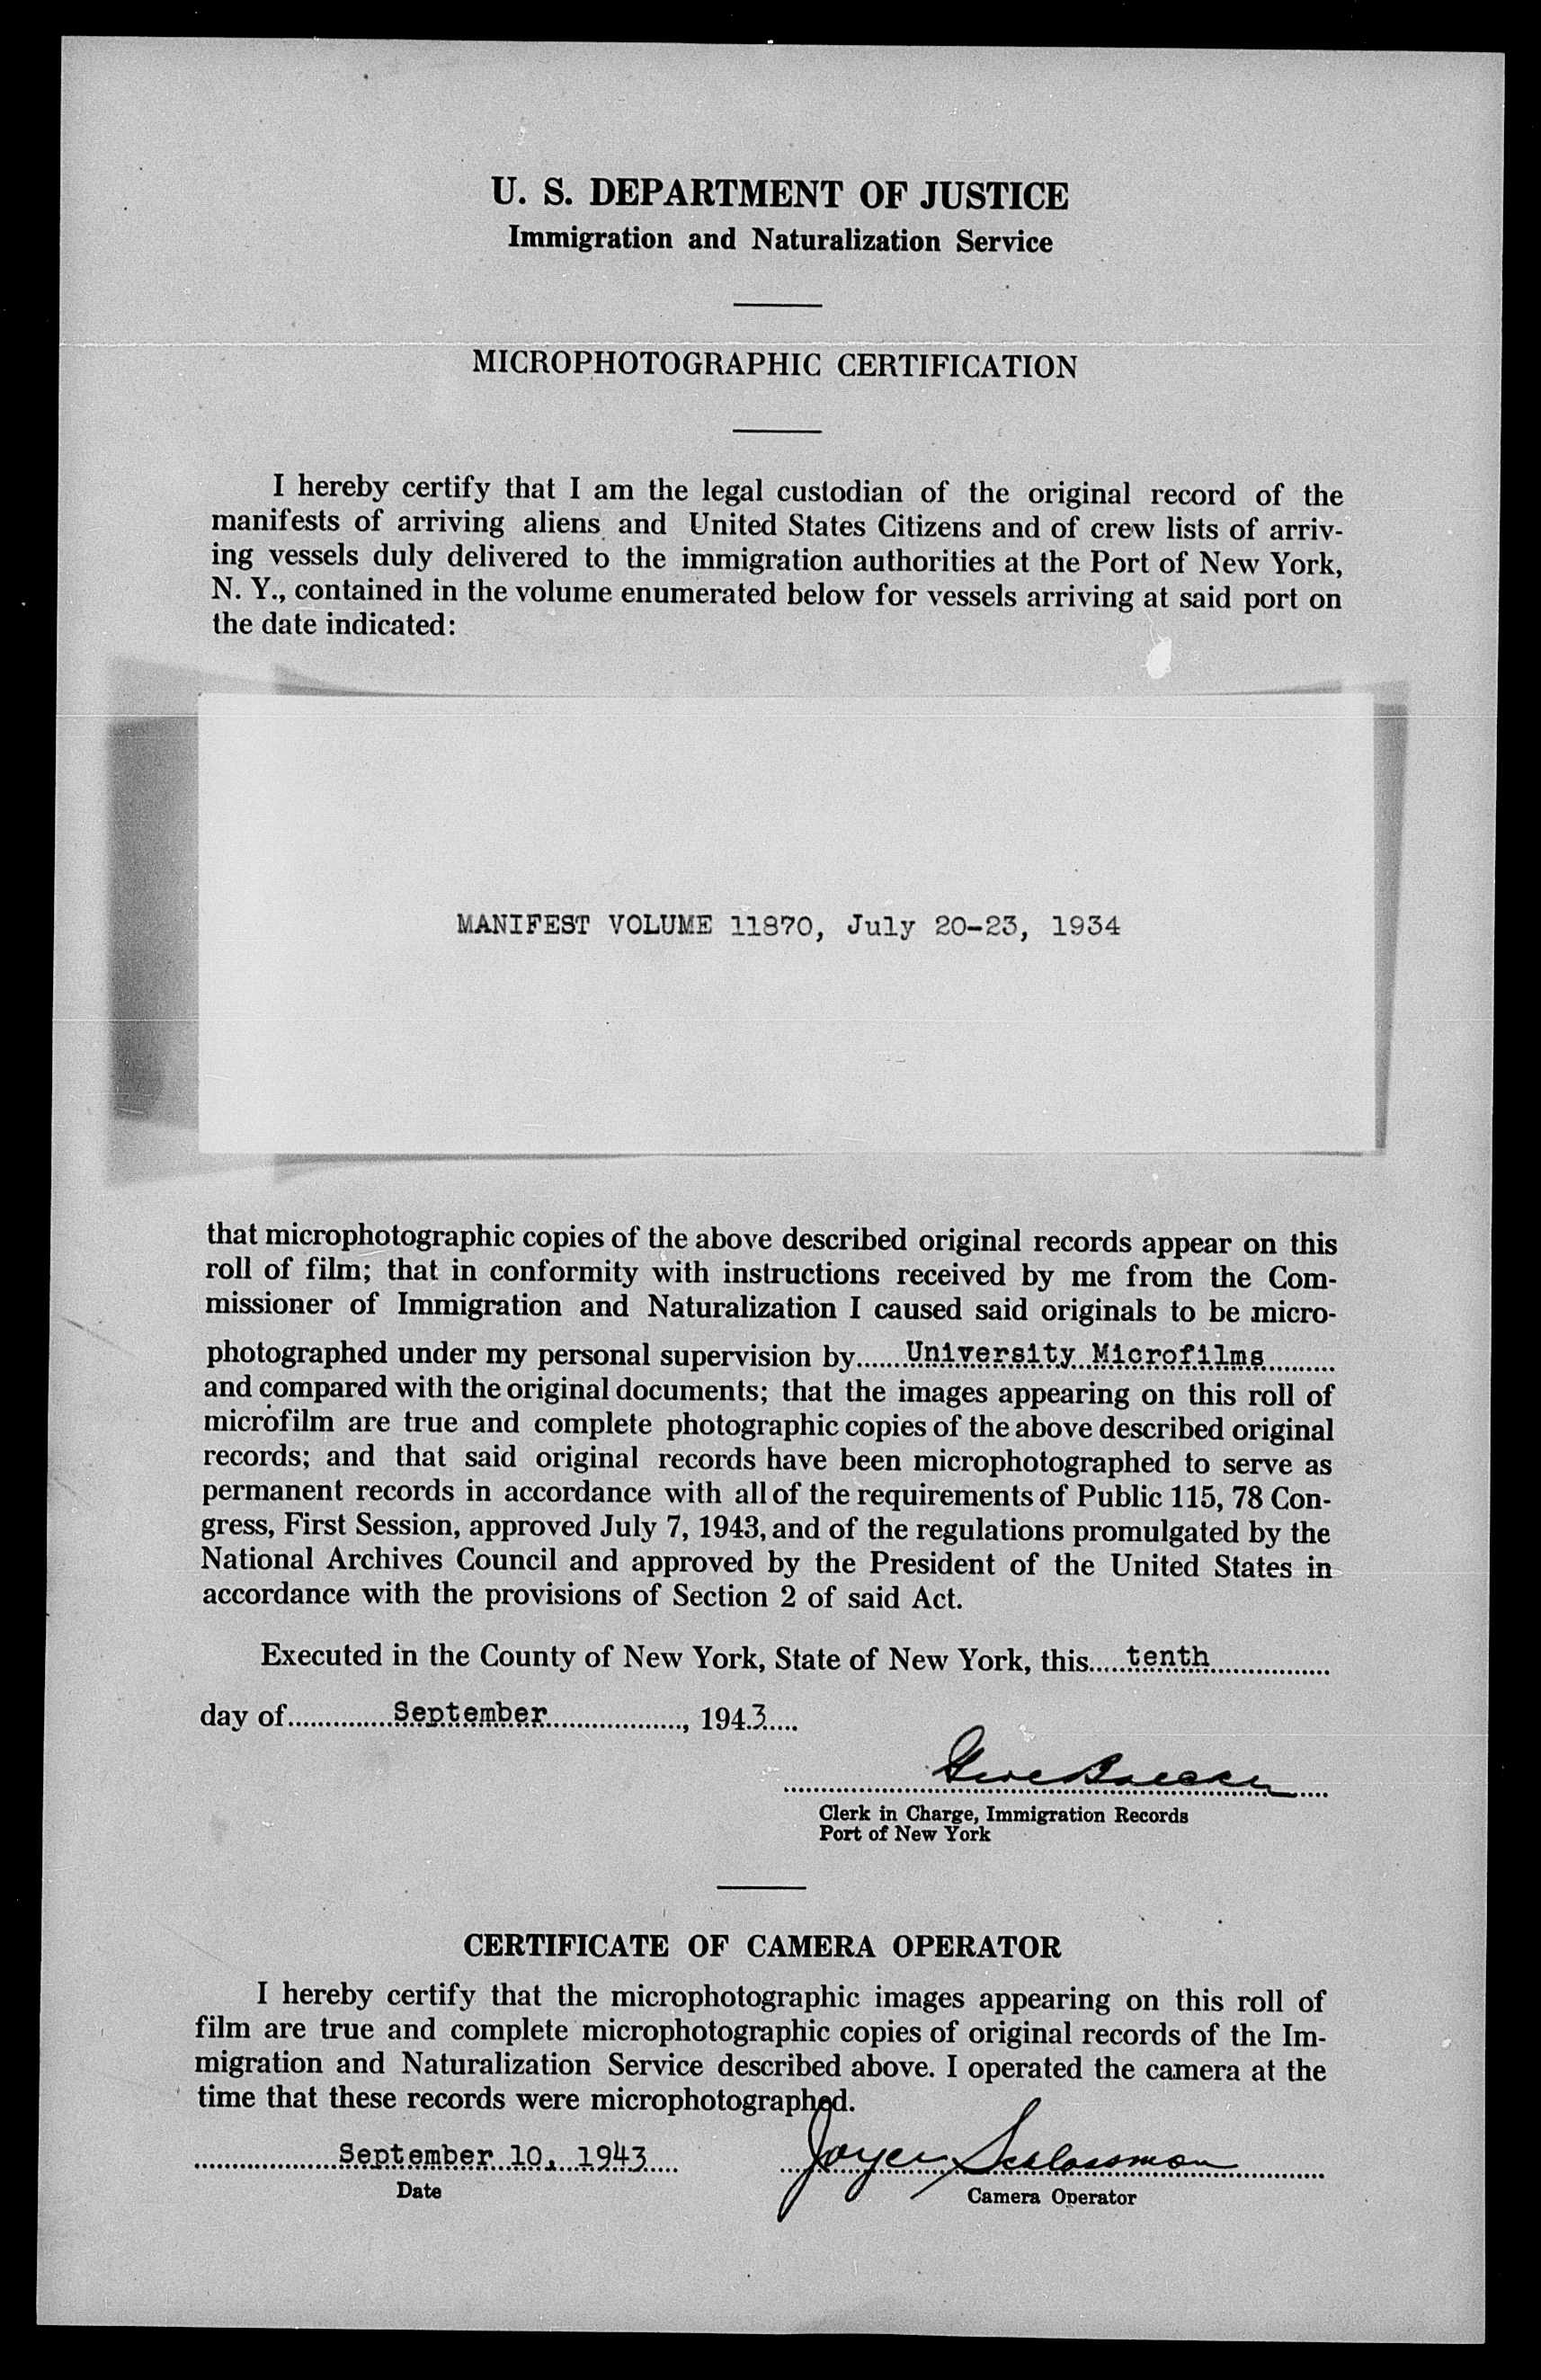 U. S. DEPARTMENT OF JUSTICE
Immigration and Naturalization Service
MICROPHOTOGRAPHIC CERTIFICATION
I hereby certify that I am the legal custodian of the original record of the
manifests of arriving aliens and United States Citizens and of crew lists of arriv-
ing vessels duly delivered to the immigration authorities at the Port of New York,
N. Y., contained in the volume enumerated below for vessels arriving at said port on
the date indicated:
MANIFEST VOLUME 11870, July 20-23, 1934
that microphotographic copies of the above described original records appear on this
roll of film; that in conformity with instructions received by me from the Com-
missioner of Immigration and Naturalization I caused said originals to be micro-
photographed under my personal supervision by......University Microfilms.........
and compared with the original documents; that the images appearing on this roll of
microfilm are true and complete photographic copies of the above described original
records; and that said original records have been microphotographed to serve as
permanent records in accordance with all of the requirements of Public 115, 78 Con-
gress, First Session, approved July 7, 1943, and of the regulations promulgated by the
National Archives Council and approved by the President of the United States in
accordance with the provisions of Section 2 of said Act.
Executed in the County of New York, State of New York, this.....tenth................
day of..............September.................., 1943.....
Clerk in Charge, Immigration Records
Port of New York
CERTIFICATE OF CAMERA OPERATOR
I hereby certify that the microphotographic images appearing on this roll of
film are true and complete microphotographic copies of original records of the Im-
migration and Naturalization Service described above. I operated the camera at the
time that these records were microphotographed.
...................September 10, 1943.....
Date
Camera Operator